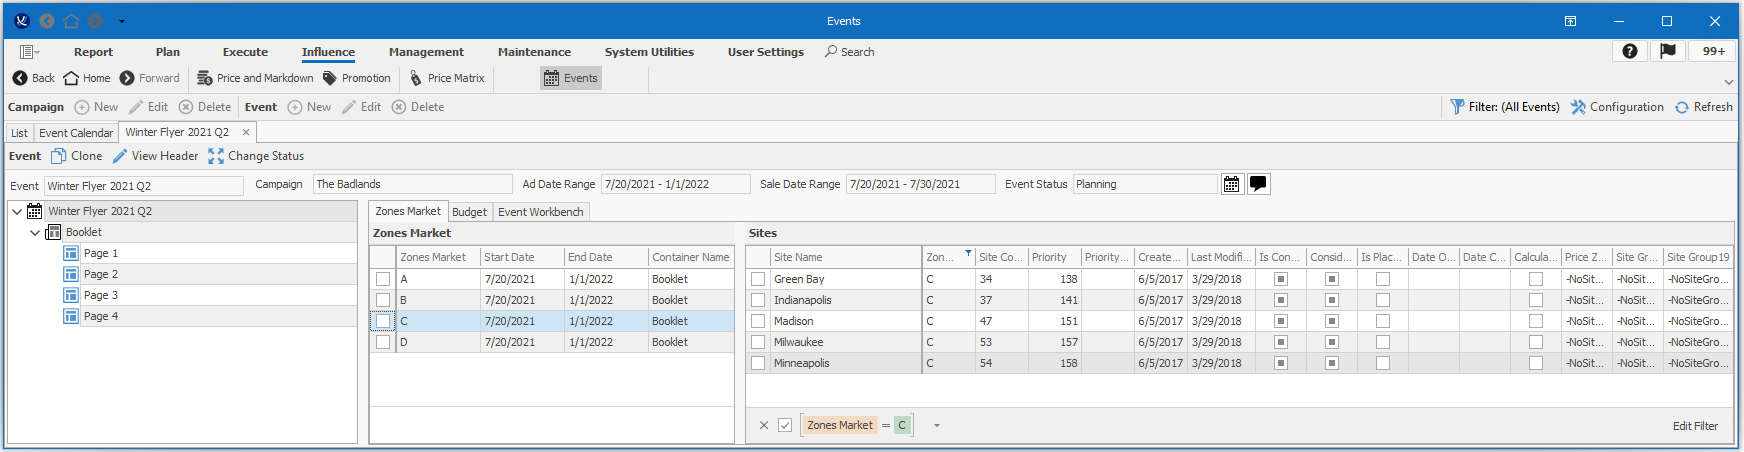 Events
Report Plan Execute Influence Management Maintenance System Utilities User Settings Search ? 99+
Back Home Forward Price and Markdown Promotion Price Matrix Events
Campaign New Edit Delete Event New Edit Delete Filter: (All Events) Configuration Refresh
List Event Calendar Winter Flyer 2021 Q2 ×
Event Clone View Header Change Status
Event Winter Flyer 2021 Q2 Campaign The Badlands Ad Date Range 7/20/2021 - 1/1/2022 Sale Date Range 7/20/2021 - 7/30/2021 Event Status Planning
Winter Flyer 2021 Q2
Booklet
Page 1
Page 2
Page 3
Page 4
Zones Market Budget Event Workbench
Zones Market
Zones Market Start Date End Date Container Name
A 7/20/2021 1/1/2022 Booklet
B 7/20/2021 1/1/2022 Booklet
C 7/20/2021 1/1/2022 Booklet
D 7/20/2021 1/1/2022 Booklet
Sites
Site Name Zon... Site Co... Priority Priority... Create... Last Modifi... Is Con... Consid... Is Plac... Date O... Date C... Calcula... Price Z... Site Gr... Site Group19
Green Bay C 34 138 6/5/2017 3/29/2018 -NoSit... -NoSit... -NoSiteGro...
Indianapolis C 37 141 6/5/2017 3/29/2018 -NoSit... -NoSit... -NoSiteGro...
Madison C 47 151 6/5/2017 3/29/2018 -NoSit... -NoSit... -NoSiteGro...
Milwaukee C 53 157 6/5/2017 3/29/2018 -NoSit... -NoSit... -NoSiteGro...
Minneapolis C 54 158 6/5/2017 3/29/2018 -NoSit... -NoSit... -NoSiteGro...
× Zones Market = C Edit Filter